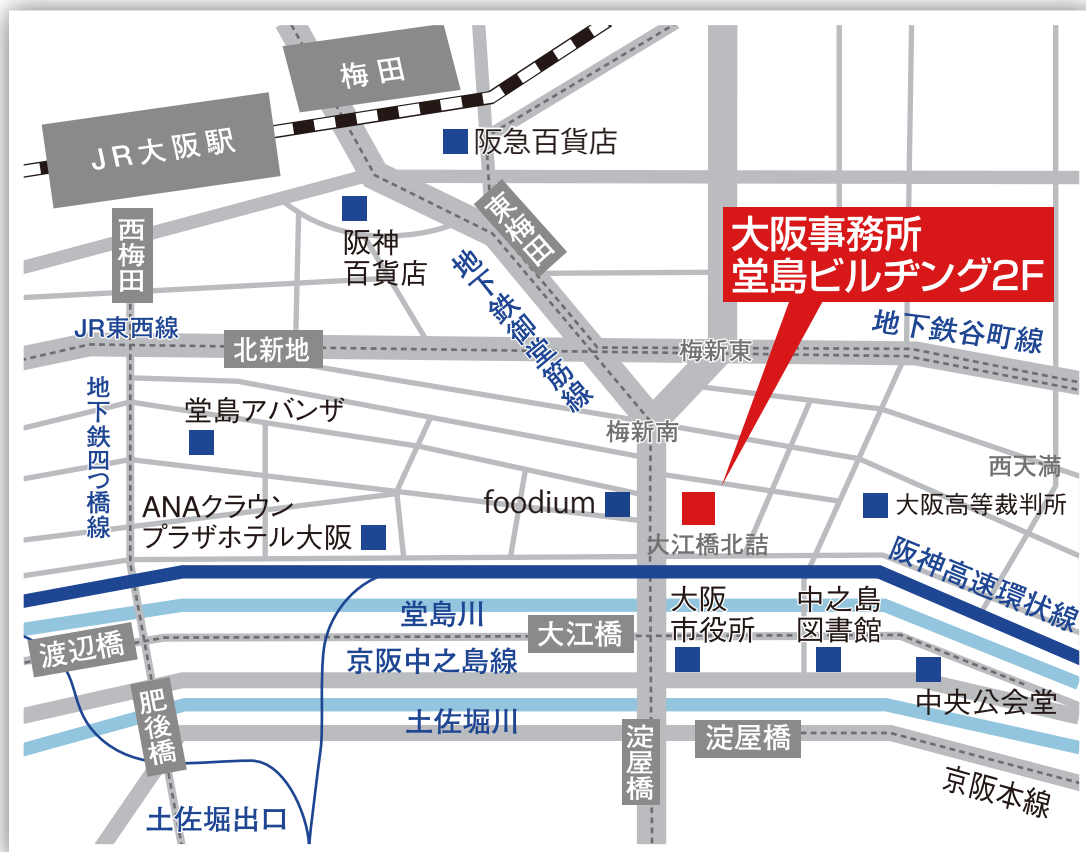 梅田
JR大阪駅
阪急百貨店
東梅田
西梅田
阪神
百貨店
大阪事務所
堂島ビルヂング2F
地下鉄御堂筋線
JR東西線
北新地
梅新東
地下鉄谷町線
地下鉄四つ橋線
堂島アバンザ
梅新南
西天満
ANAクラウン
プラザホテル大阪
foodium
大阪高等裁判所
大江橋北詰
阪神高速環状線
堂島川
大江橋
大阪
市役所
中之島
図書館
渡辺橋
京阪中之島線
中央公会堂
肥後橋
土佐堀川
淀屋橋
淀屋橋
京阪本線
土佐堀出口